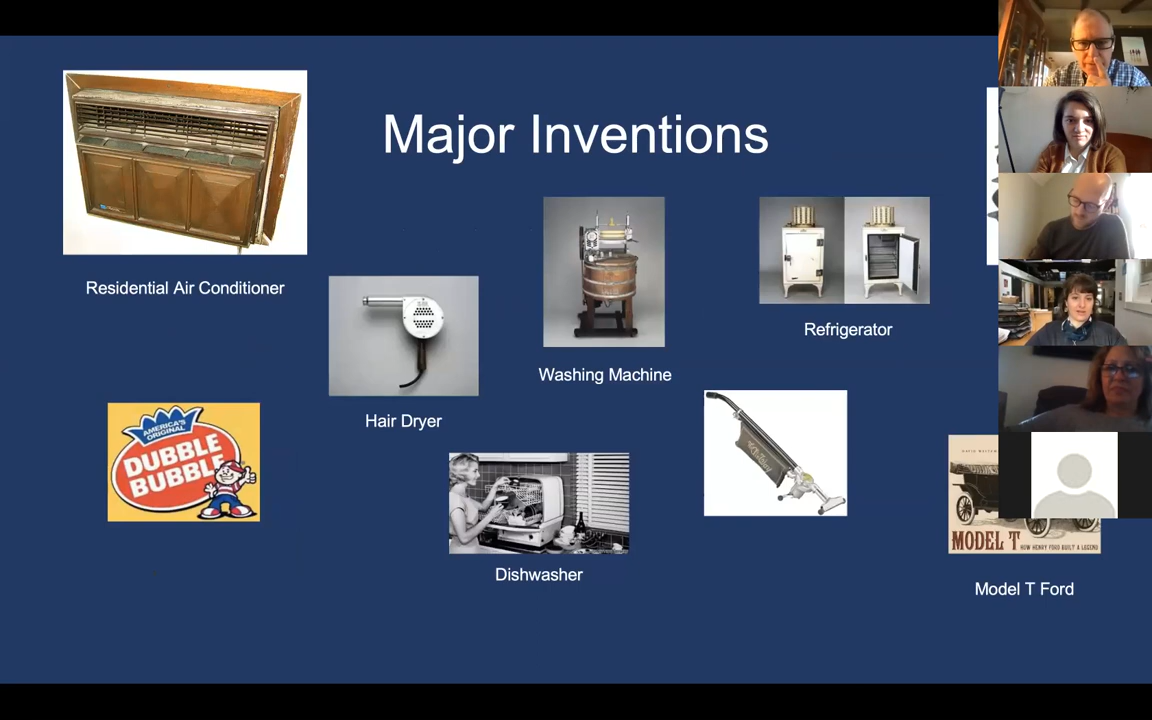 Major Inventions
Residential Air Conditioner
Refrigerator
Washing Machine
Hair Dryer
AMERICA'S
ORIGINAL
DUBBLE
BUBBLE
Dishwasher
MODEL T
HOW HENRY FORD BUILT A LEGEND
Model T Ford